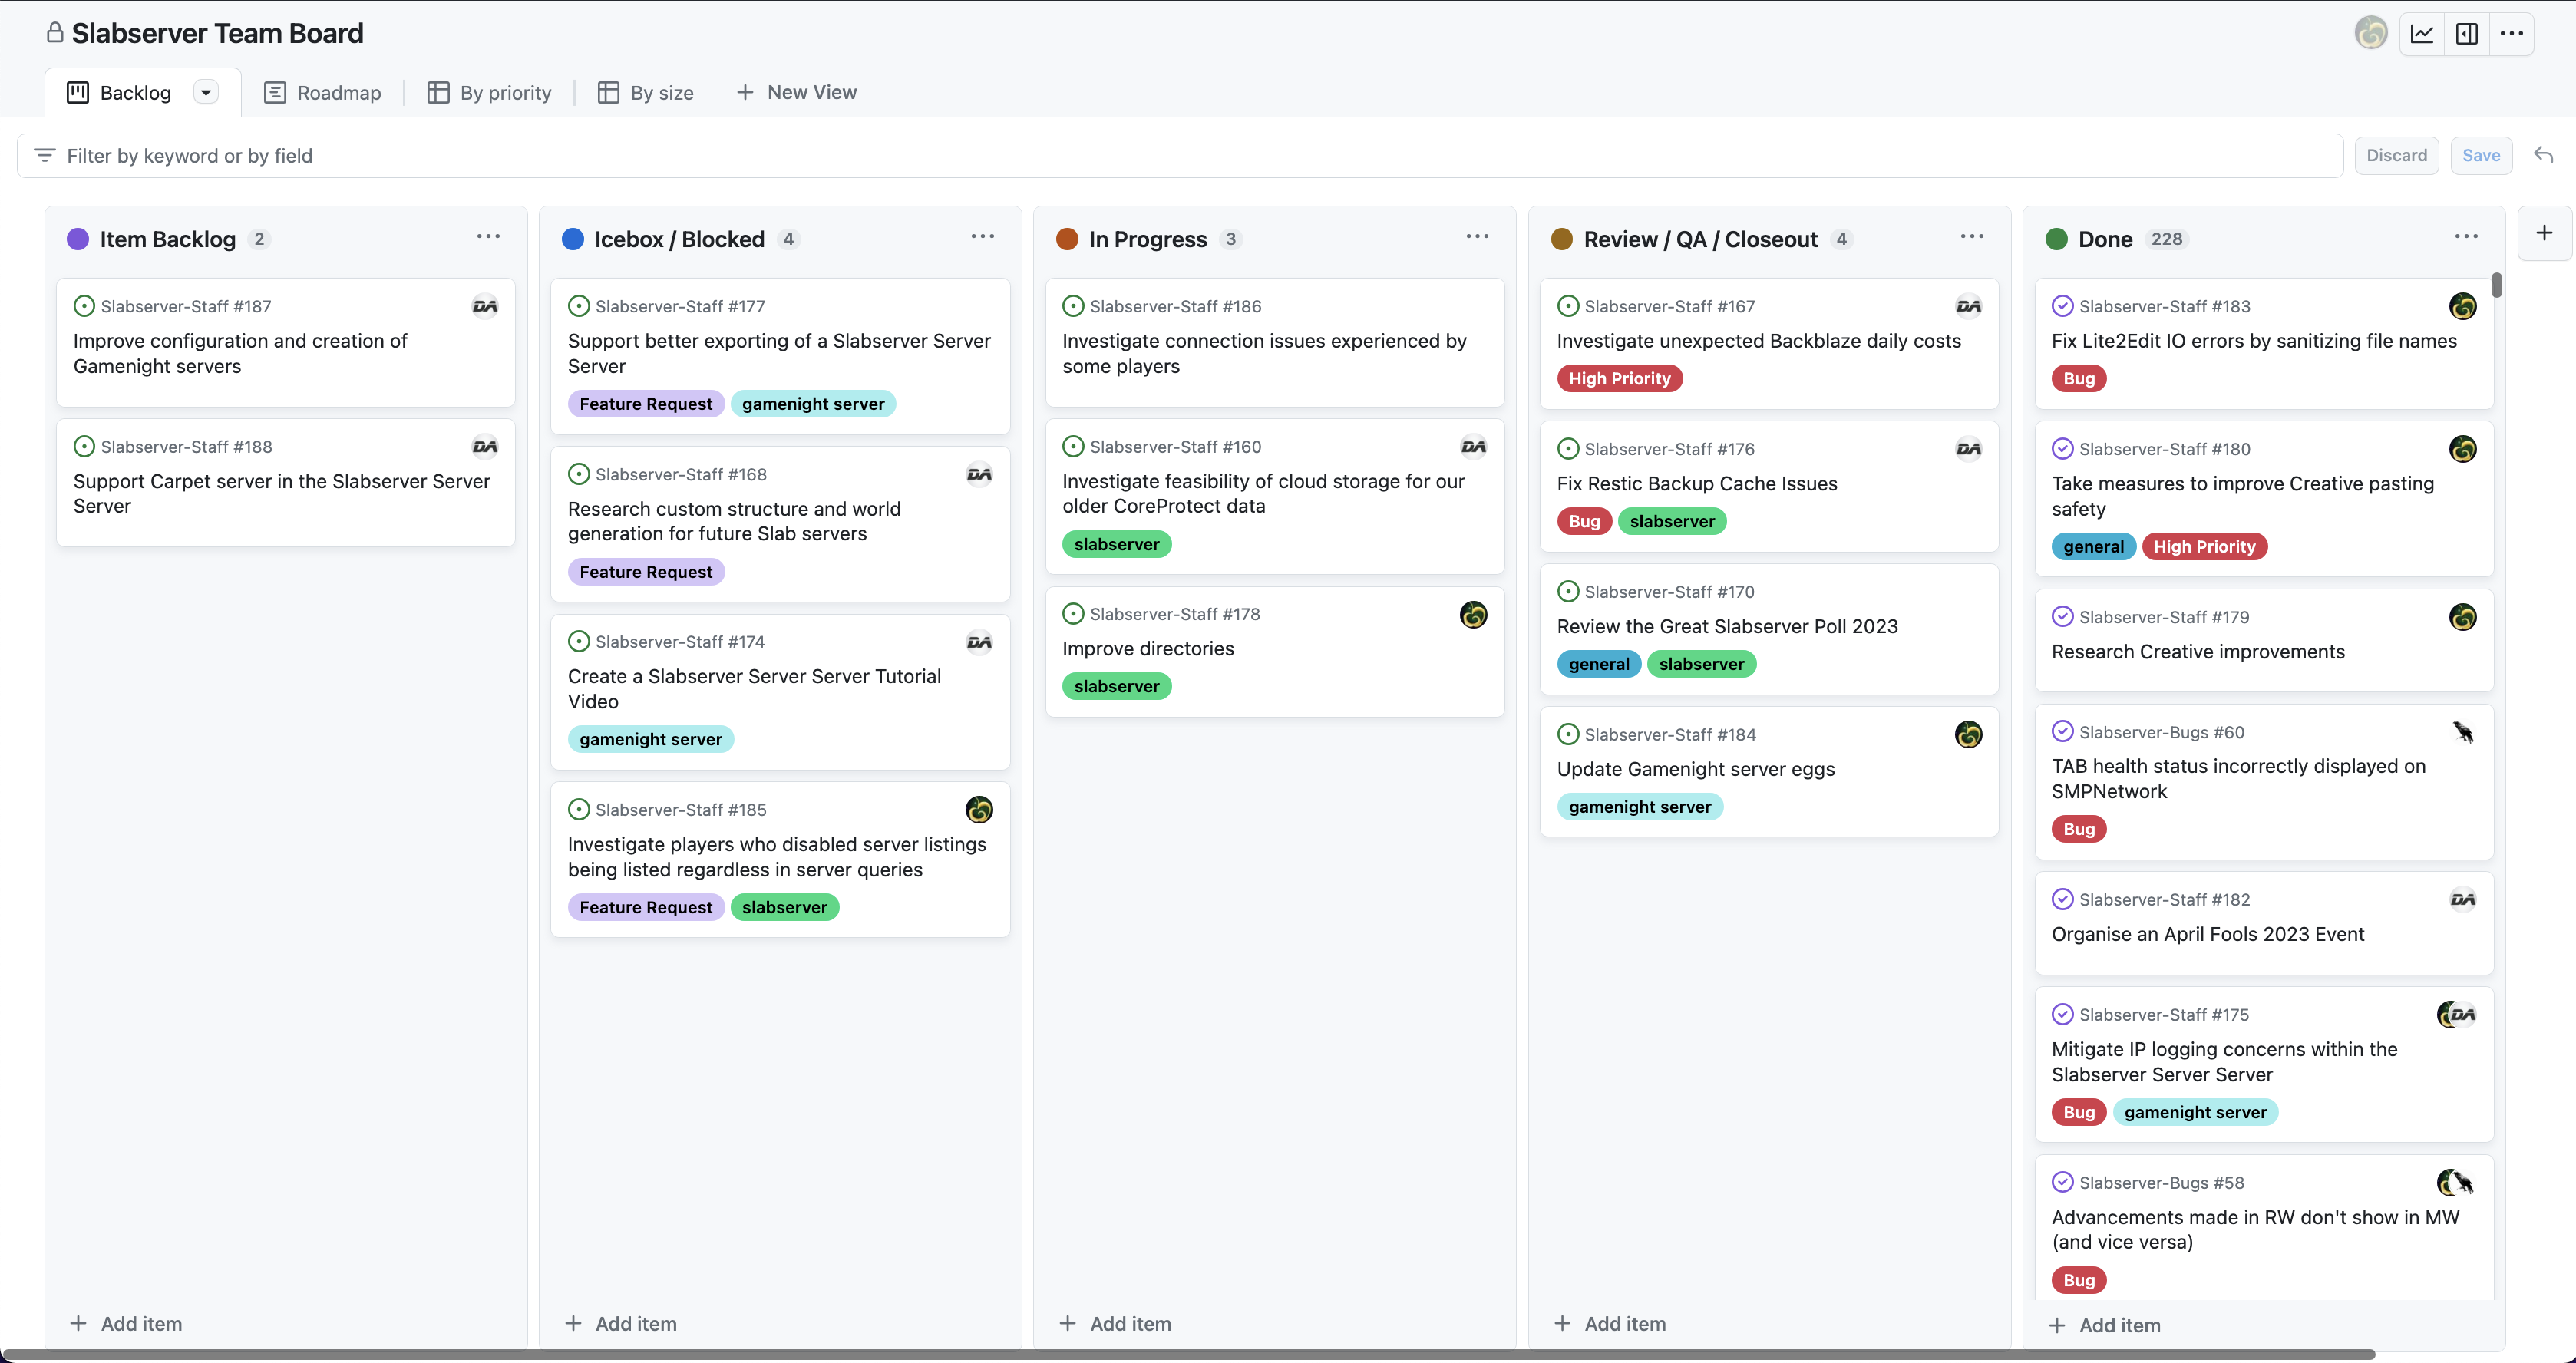 Slabserver Team Board
Backlog
Roadmap
By priority
By size
New View
Filter by keyword or by field
Discard
Save
Item Backlog 2
Slabserver-Staff #187
DA
Improve configuration and creation of
Gamenight servers
Slabserver-Staff #188
DA
Support Carpet server in the Slabserver Server
Server
Add item
Icebox / Blocked 4
Slabserver-Staff #177
Support better exporting of a Slabserver Server
Server
Feature Request gamenight server
Slabserver-Staff #168
DA
Research custom structure and world
generation for future Slab servers
Feature Request
Slabserver-Staff #174
DA
Create a Slabserver Server Server Tutorial
Video
gamenight server
Slabserver-Staff #185
Investigate players who disabled server listings
being listed regardless in server queries
Feature Request slabserver
Add item
In Progress 3
Slabserver-Staff #186
Investigate connection issues experienced by
some players
Slabserver-Staff #160
DA
Investigate feasibility of cloud storage for our
older CoreProtect data
slabserver
Slabserver-Staff #178
Improve directories
slabserver
Add item
Review / QA / Closeout 4
Slabserver-Staff #167
DA
Investigate unexpected Backblaze daily costs
High Priority
Slabserver-Staff #176
DA
Fix Restic Backup Cache Issues
Bug slabserver
Slabserver-Staff #170
Review the Great Slabserver Poll 2023
general slabserver
Slabserver-Staff #184
Update Gamenight server eggs
gamenight server
Add item
Done 228
Slabserver-Staff #183
Fix Lite2Edit IO errors by sanitizing file names
Bug
Slabserver-Staff #180
Take measures to improve Creative pasting
safety
general High Priority
Slabserver-Staff #179
Research Creative improvements
Slabserver-Bugs #60
TAB health status incorrectly displayed on
SMPNetwork
Bug
Slabserver-Staff #182
DA
Organise an April Fools 2023 Event
Slabserver-Staff #175
DA
Mitigate IP logging concerns within the
Slabserver Server Server
Bug gamenight server
Slabserver-Bugs #58
Advancements made in RW don't show in MW
(and vice versa)
Bug
Add item